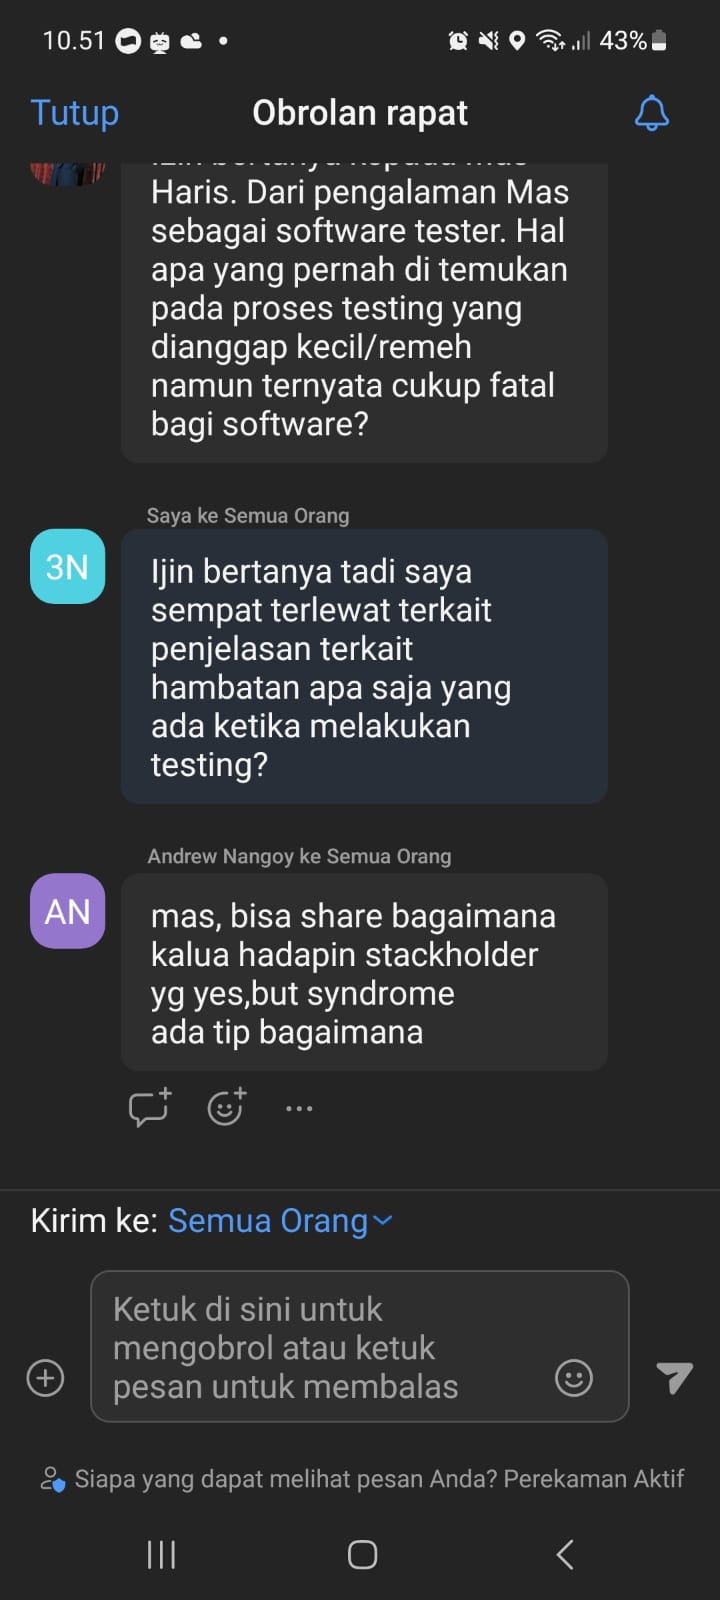 10.51
43%
Tutup
Obrolan rapat
Haris. Dari pengalaman Mas
sebagai software tester. Hal
apa yang pernah di temukan
pada proses testing yang
dianggap kecil/remeh
namun ternyata cukup fatal
bagi software?
Saya ke Semua Orang
3N
Ijin bertanya tadi saya
sempat terlewat terkait
penjelasan terkait
hambatan apa saja yang
ada ketika melakukan
testing?
Andrew Nangoy ke Semua Orang
AN
mas, bisa share bagaimana
kalua hadapin stackholder
yg yes,but syndrome
ada tip bagaimana
Kirim ke: Semua Orang
Ketuk di sini untuk
mengobrol atau ketuk
pesan untuk membalas
Siapa yang dapat melihat pesan Anda? Perekaman Aktif